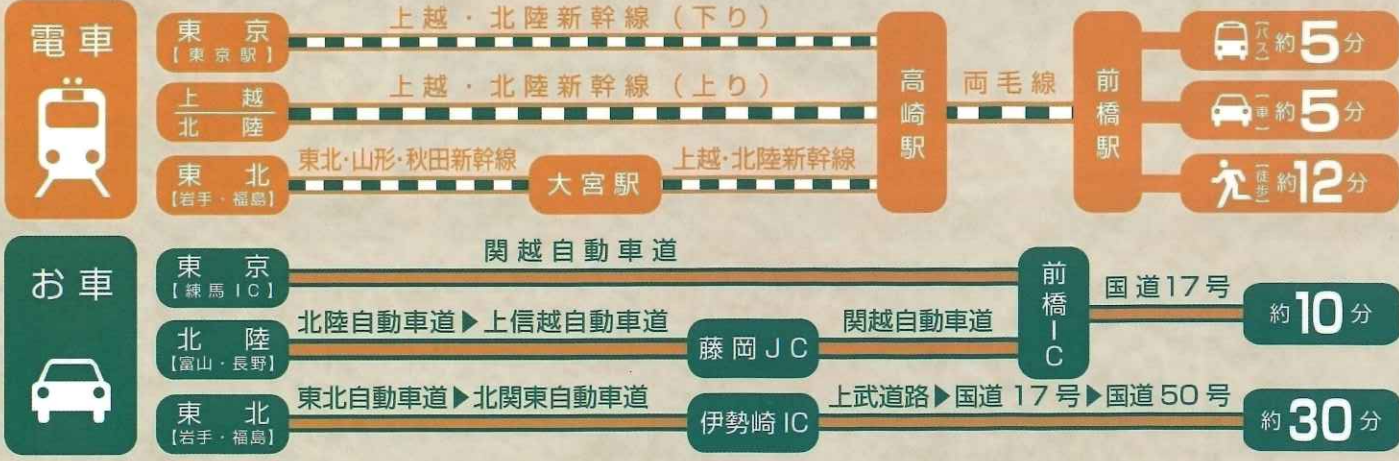 電車
東京
【東京駅】
上越・北陸新幹線（下り）
上越
北陸
上越・北陸新幹線（上り）
東北
【岩手・福島】
東北・山形・秋田新幹線
大宮駅
上越・北陸新幹線
高崎駅
両毛線
前橋駅
【バス】約5分
【車】約5分
【徒歩】約12分
お車
東京
【練馬IC】
関越自動車道
北陸
【富山・長野】
北陸自動車道▶上信越自動車道
藤岡JC
関越自動車道
前橋IC
国道17号
約10分
東北
【岩手・福島】
東北自動車道▶北関東自動車道
伊勢崎IC
上武道路▶国道17号▶国道50号
約30分